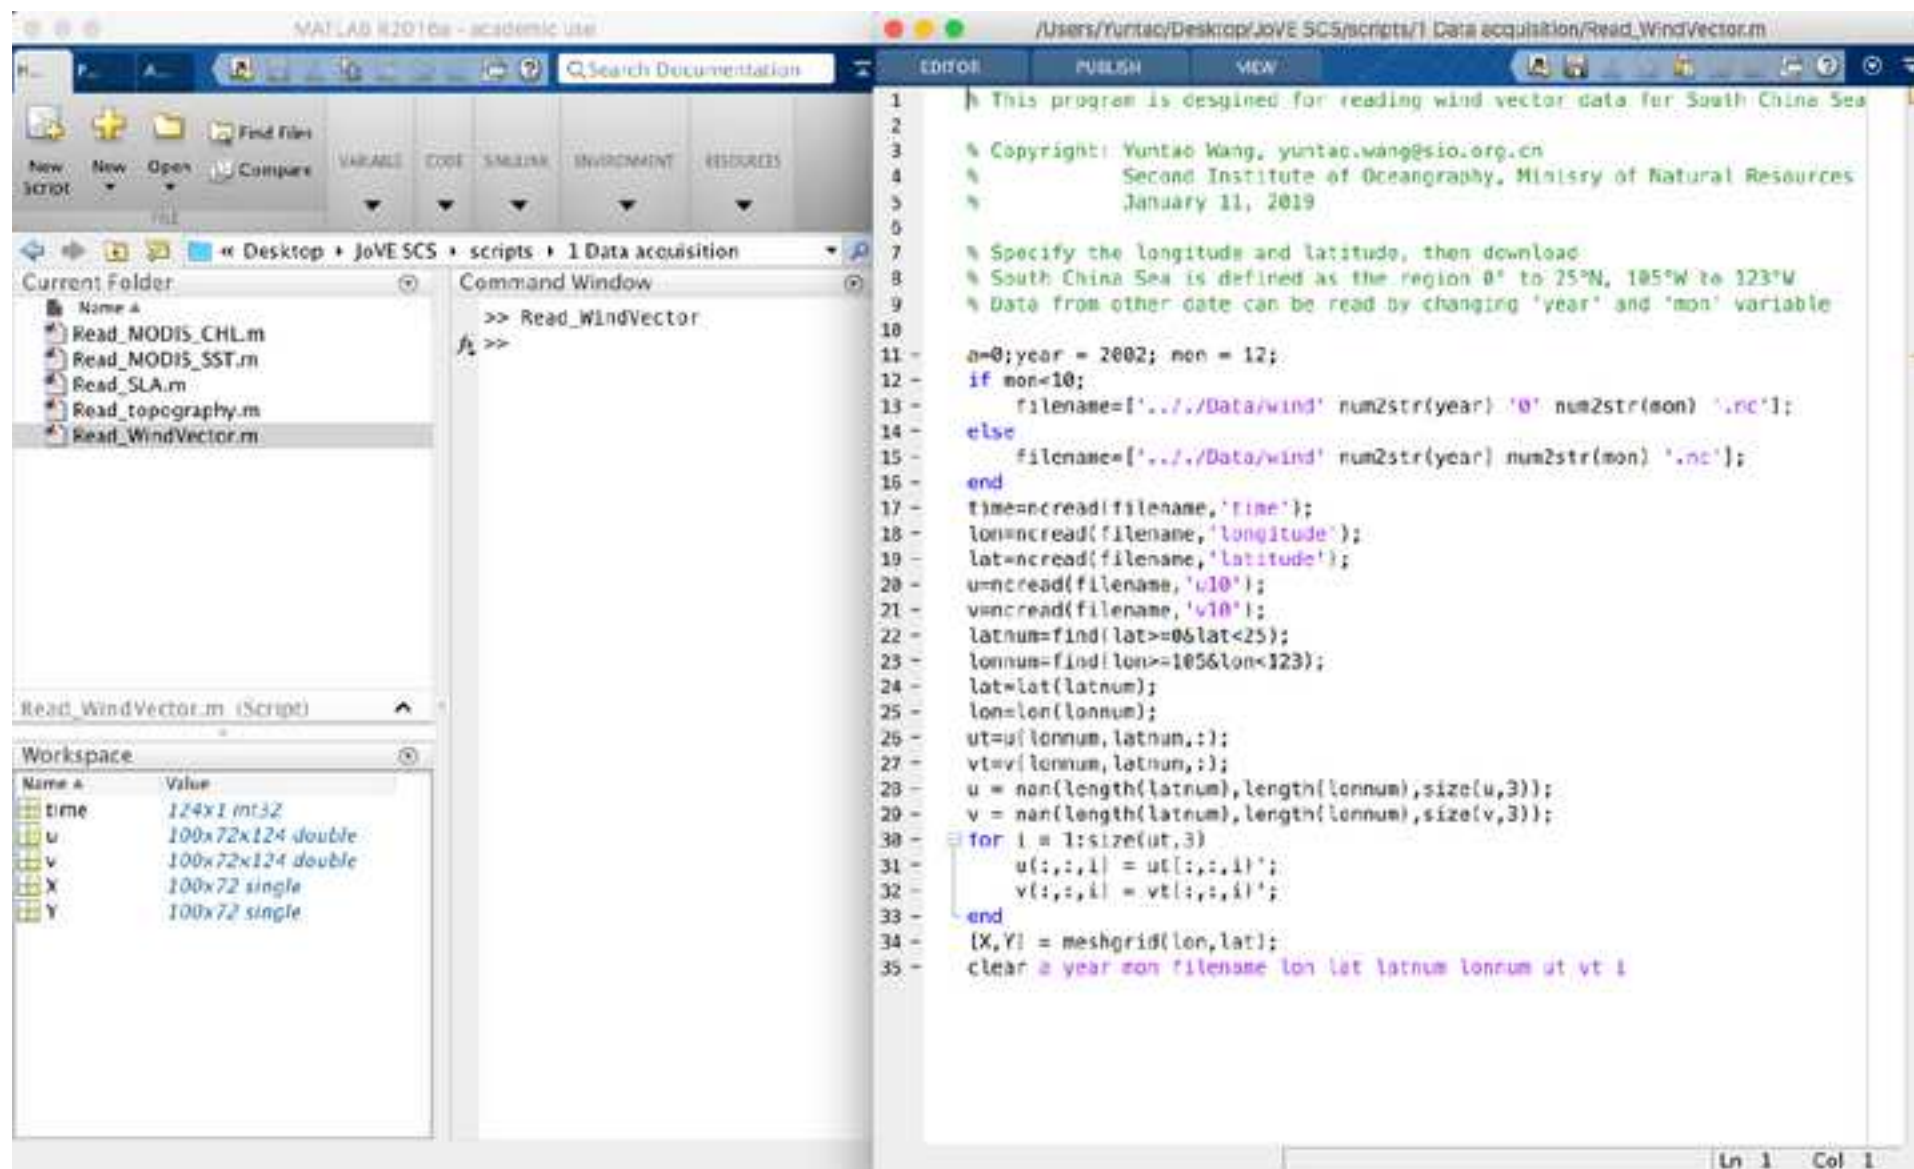 MATLAB R2016a - academic use
H... P... A...
Search Documentation
New Script
New
Open
Find Files
Compare
FILE
VARIABLE CODE SIMULINK ENVIRONMENT RESOURCES
« Desktop ▸ JoVE SCS ▸ scripts ▸ 1 Data acquisition
Current Folder
Name
Read_MODIS_CHL.m
Read_MODIS_SST.m
Read_SLA.m
Read_topography.m
Read_WindVector.m
Read_WindVector.m (Script)
Workspace
Name Value
time 124x1 int32
u 100x72x124 double
v 100x72x124 double
X 100x72 single
Y 100x72 single
Command Window
>> Read_WindVector
fx >>
/Users/Yuntao/Desktop/JoVE SCS/scripts/1 Data acquisition/Read_WindVector.m
EDITOR PUBLISH VIEW
1 % This program is desgined for reading wind vector data for South China Sea
2
3 % Copyright: Yuntao Wang, yuntao.wang@sio.org.cn
4 % Second Institute of Oceangraphy, Minisry of Natural Resources
5 % January 11, 2019
6
7 % Specify the longitude and latitude, then download
8 % South China Sea is defined as the region 0° to 25°N, 105°W to 123°W
9 % Data from other date can be read by changing 'year' and 'mon' variable
10
11 - a=0;year = 2002; mon = 12;
12 - if mon<10;
13 - filename=['../../Data/wind' num2str(year) '0' num2str(mon) '.nc'];
14 - else
15 - filename=['../../Data/wind' num2str(year) num2str(mon) '.nc'];
16 - end
17 - time=ncread(filename,'time');
18 - lon=ncread(filename,'longitude');
19 - lat=ncread(filename,'latitude');
20 - u=ncread(filename,'u10');
21 - v=ncread(filename,'v10');
22 - latnum=find(lat>=0&lat<25);
23 - lonnum=find(lon>=105&lon<123);
24 - lat=lat(latnum);
25 - lon=lon(lonnum);
26 - ut=u(lonnum,latnum,:);
27 - vt=v(lonnum,latnum,:);
28 - u = nan(length(latnum),length(lonnum),size(u,3));
29 - v = nan(length(latnum),length(lonnum),size(v,3));
30 - for i = 1:size(ut,3)
31 - u(:,:,i) = ut(:,:,i)';
32 - v(:,:,i) = vt(:,:,i)';
33 - end
34 - [X,Y] = meshgrid(lon,lat);
35 - clear a year mon filename lon lat latnum lonnum ut vt i
Ln 1 Col 1